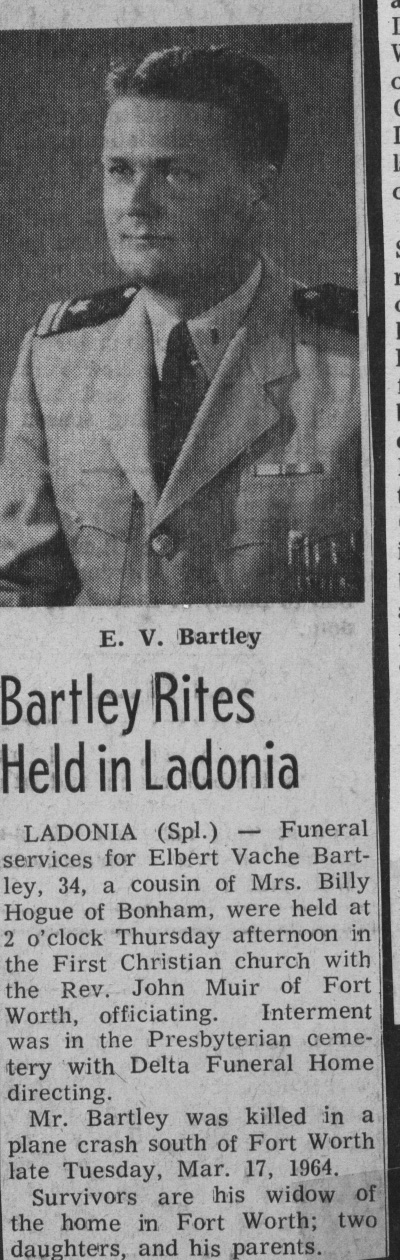 E. V. Bartley
Bartley Rites
Held in Ladonia
LADONIA (Spl.) — Funeral
services for Elbert Vache Bart-
ley, 34, a cousin of Mrs. Billy
Hogue of Bonham, were held at
2 o'clock Thursday afternoon in
the First Christian church with
the Rev. John Muir of Fort
Worth, officiating. Interment
was in the Presbyterian ceme-
tery with Delta Funeral Home
directing.
Mr. Bartley was killed in a
plane crash south of Fort Worth
late Tuesday, Mar. 17, 1964.
Survivors are his widow of
the home in Fort Worth; two
daughters, and his parents.